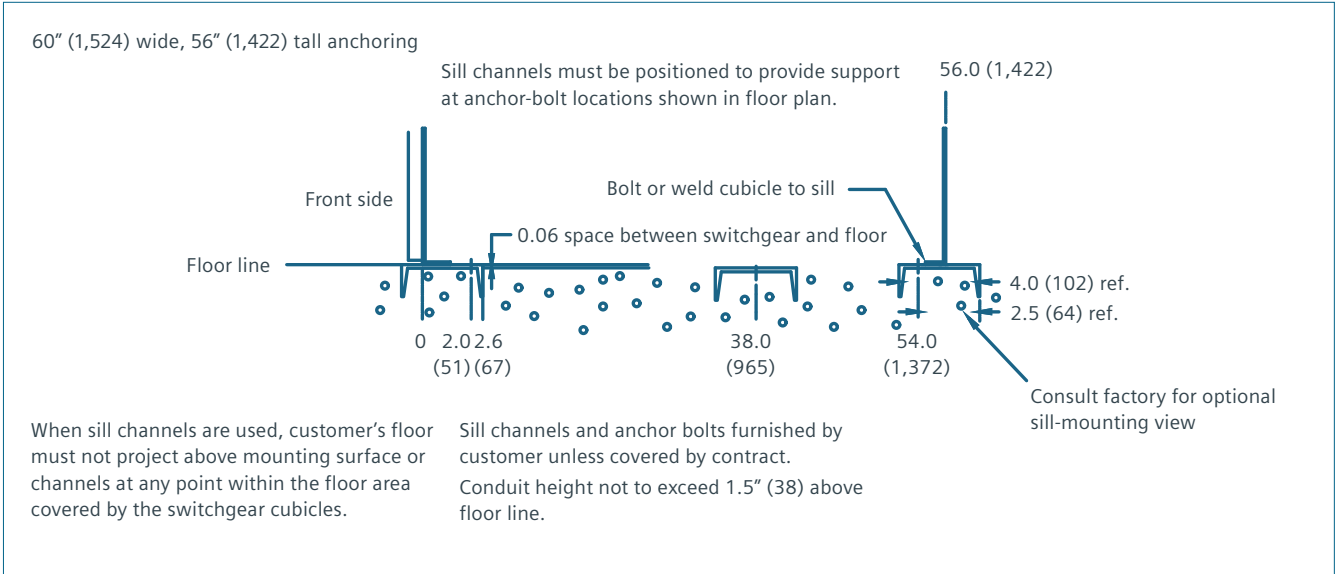 60” (1,524) wide, 56” (1,422) tall anchoring
Sill channels must be positioned to provide support
at anchor-bolt locations shown in floor plan.
56.0 (1,422)
Front side
Bolt or weld cubicle to sill
0.06 space between switchgear and floor
Floor line
4.0 (102) ref.
2.5 (64) ref.
0 2.0 2.6
(51) (67)
38.0
(965)
54.0
(1,372)
Consult factory for optional
sill-mounting view
When sill channels are used, customer’s floor
must not project above mounting surface or
channels at any point within the floor area
covered by the switchgear cubicles.
Sill channels and anchor bolts furnished by
customer unless covered by contract.
Conduit height not to exceed 1.5” (38) above
floor line.